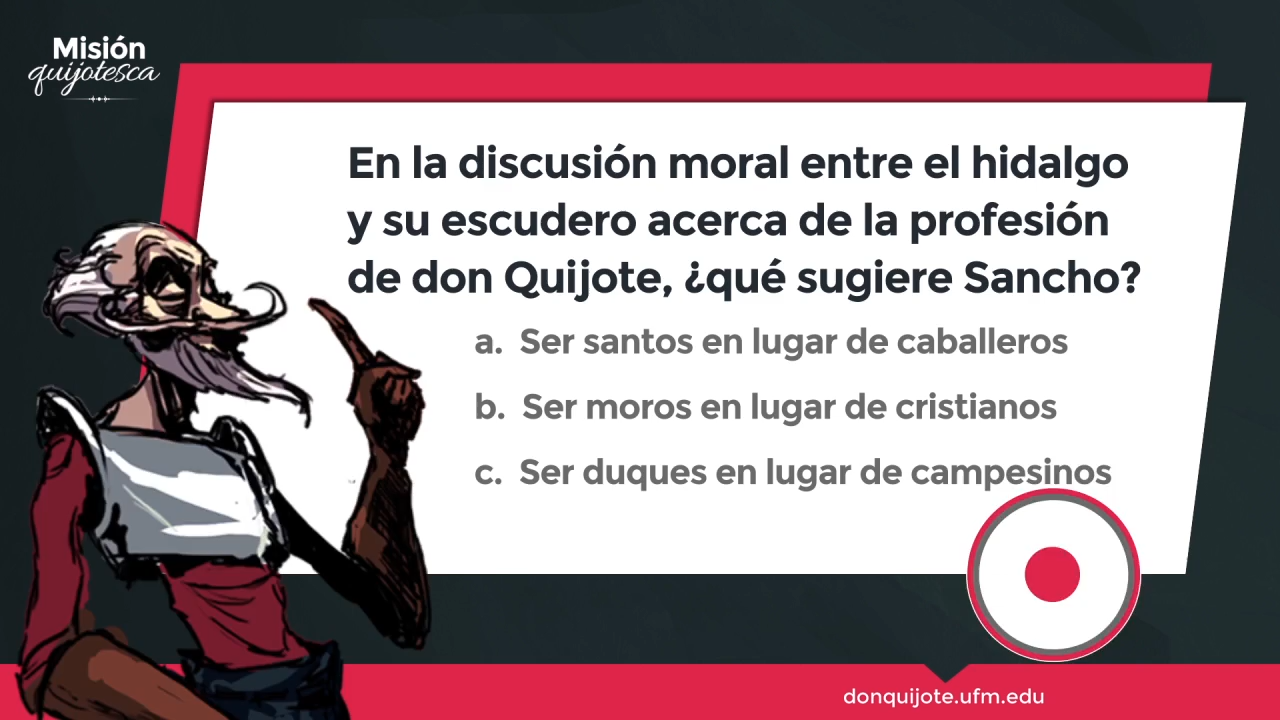 Misión
quijotesca
En la discusión moral entre el hidalgo
y su escudero acerca de la profesión
de don Quijote, ¿qué sugiere Sancho?
a. Ser santos en lugar de caballeros
b. Ser moros en lugar de cristianos
c. Ser duques en lugar de campesinos
donquijote.ufm.edu